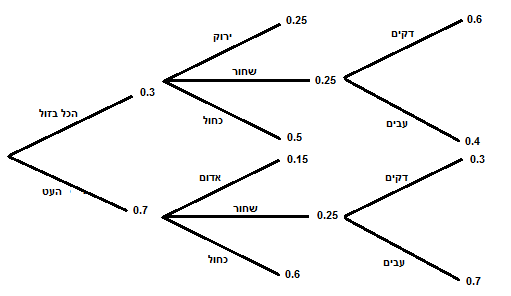 הכל בזול
0.3
ירוק
0.25
שחור
0.25
כחול
0.5
דקים
0.6
עבים
0.4
העט
0.7
אדום
0.15
שחור
0.25
כחול
0.6
דקים
0.3
עבים
0.7